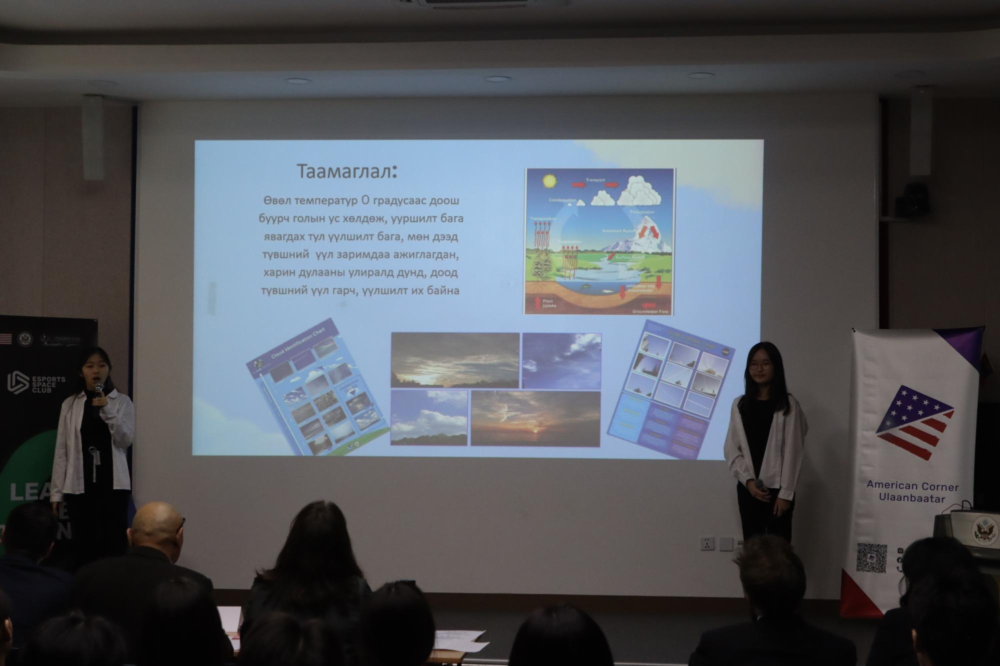 Таамаглал:
Өвөл температур 0 градусаас доош
буурч голын ус хөлдөж, ууршилт бага
явагдах тул үүлшилт бага, мөн дээд
түвшний үүл заримдаа ажиглагдан,
харин дулааны улиралд дунд, доод
түвшний үүл гарч, үүлшилт их байна
Transport
Condensation
Precipitation
Transpiration
Snowmelt Runoff
Evaporation
Surface Runoff
Infiltration into
Groundwater
Plant
Uptake
Groundwater Flow
Cloud Identification Chart
GLOBE CONTRAIL CHART
ESPORTS
SPACE
CLUB
LEA
E
N
American Corner
Ulaanbaatar